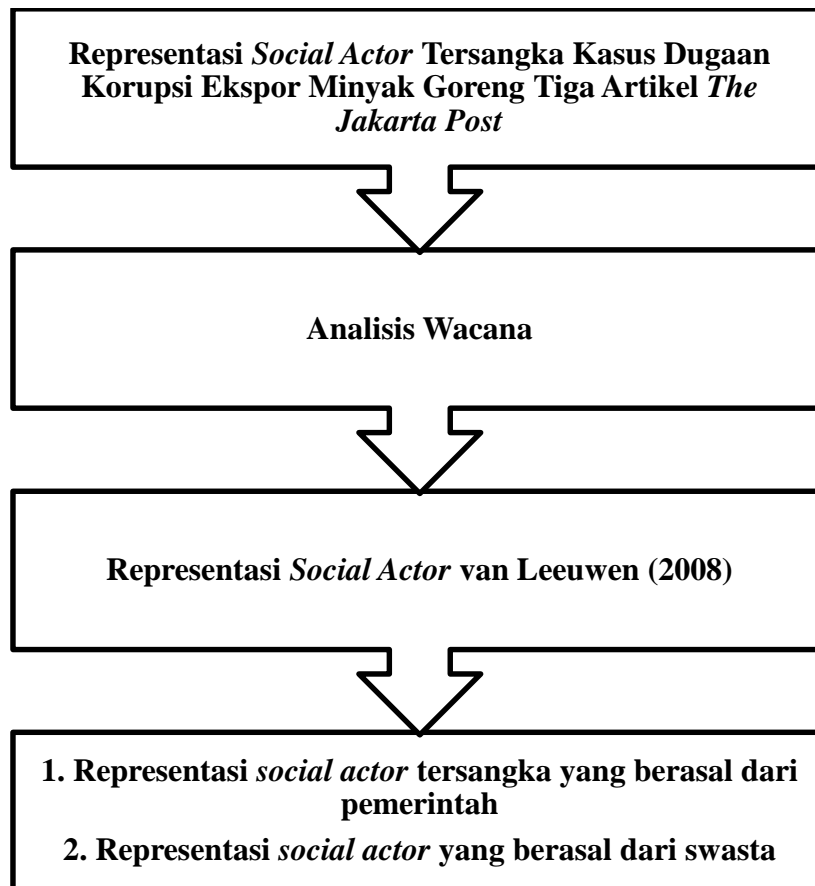 Representasi Social Actor Tersangka Kasus Dugaan
Korupsi Ekspor Minyak Goreng Tiga Artikel The
Jakarta Post
Analisis Wacana
Representasi Social Actor van Leeuwen (2008)
1. Representasi social actor tersangka yang berasal dari
pemerintah
2. Representasi social actor yang berasal dari swasta